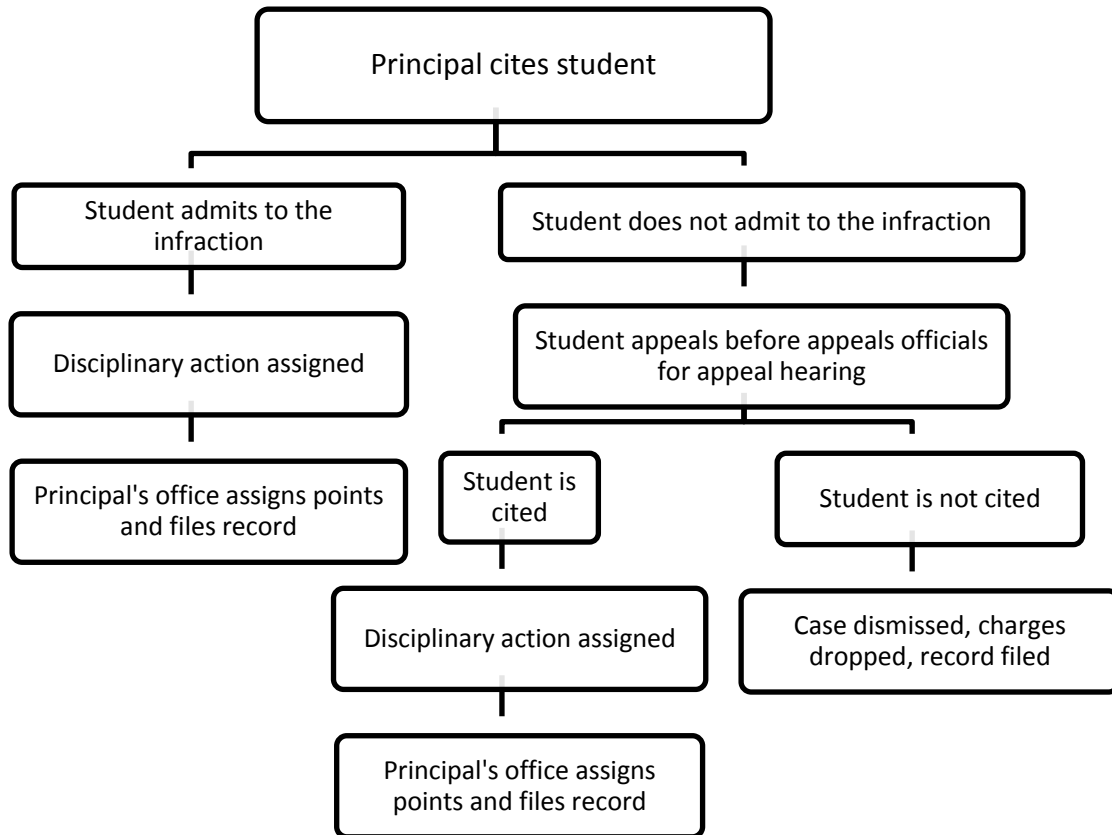 Principal cites student
Student admits to the
infraction
Student does not admit to the infraction
Disciplinary action assigned
Student appeals before appeals officials
for appeal hearing
Principal's office assigns points
and files record
Student is
cited
Student is not cited
Disciplinary action assigned
Case dismissed, charges
dropped, record filed
Principal's office assigns
points and files record